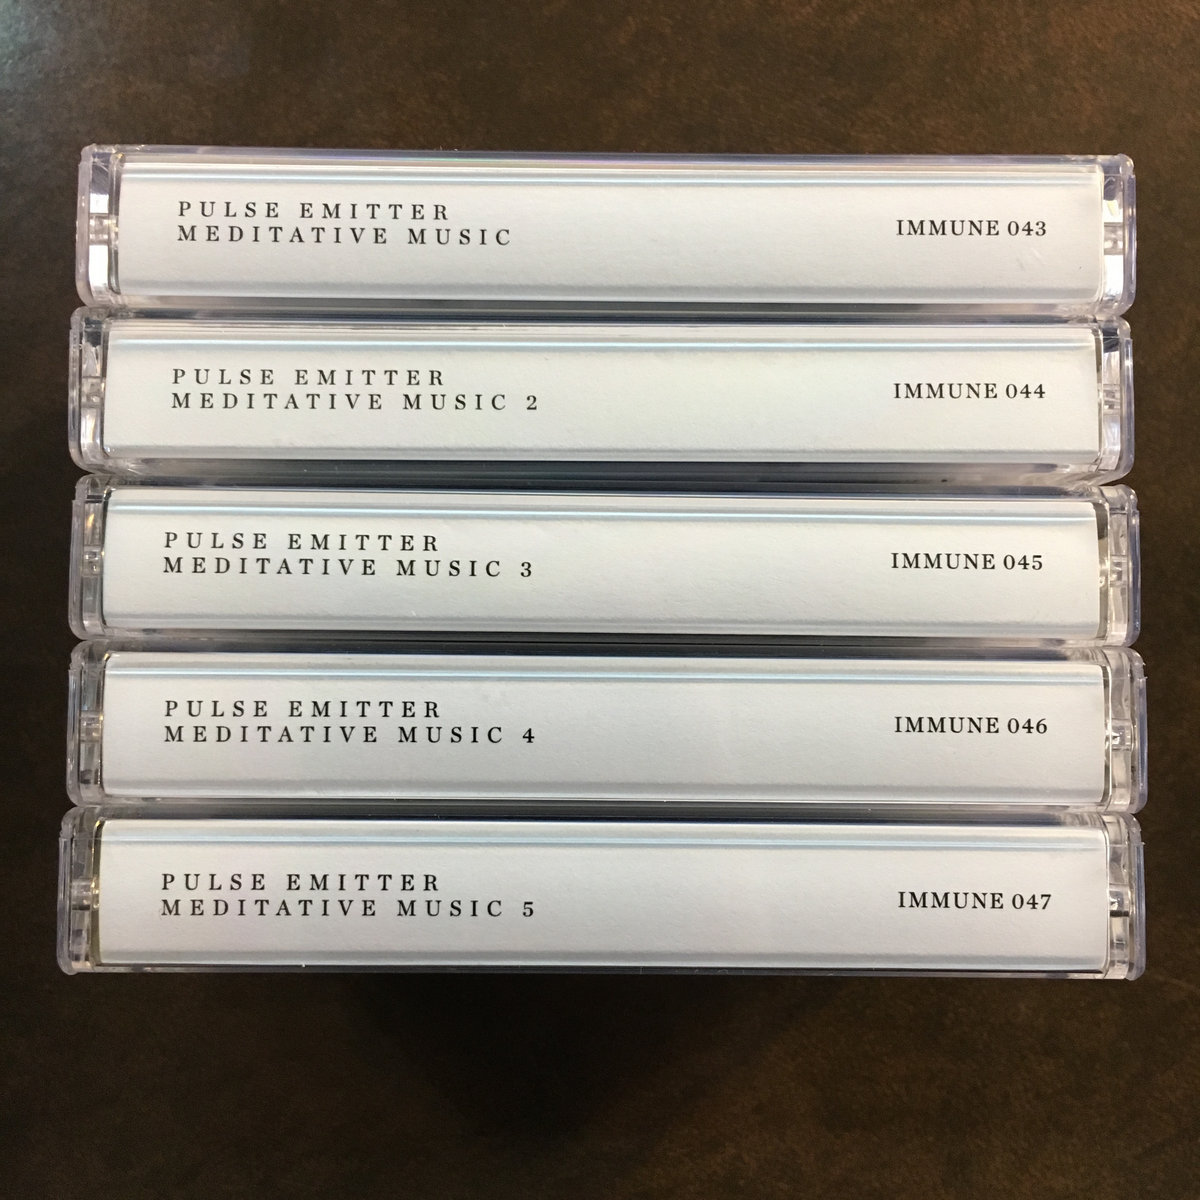 PULSE EMITTER
MEDITATIVE MUSIC
IMMUNE 043
PULSE EMITTER
MEDITATIVE MUSIC 2
IMMUNE 044
PULSE EMITTER
MEDITATIVE MUSIC 3
IMMUNE 045
PULSE EMITTER
MEDITATIVE MUSIC 4
IMMUNE 046
PULSE EMITTER
MEDITATIVE MUSIC 5
IMMUNE 047